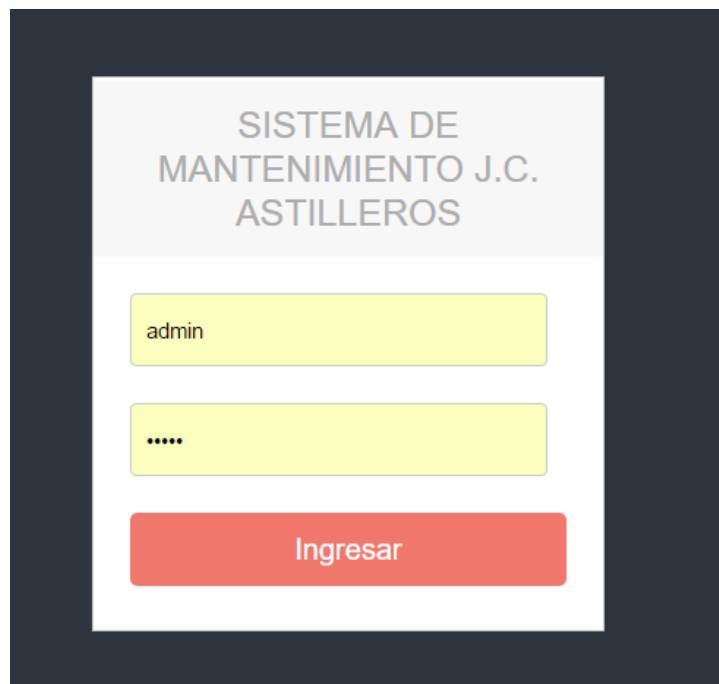 SISTEMA DE
MANTENIMIENTO J.C.
ASTILLEROS
admin
•••••
Ingresar